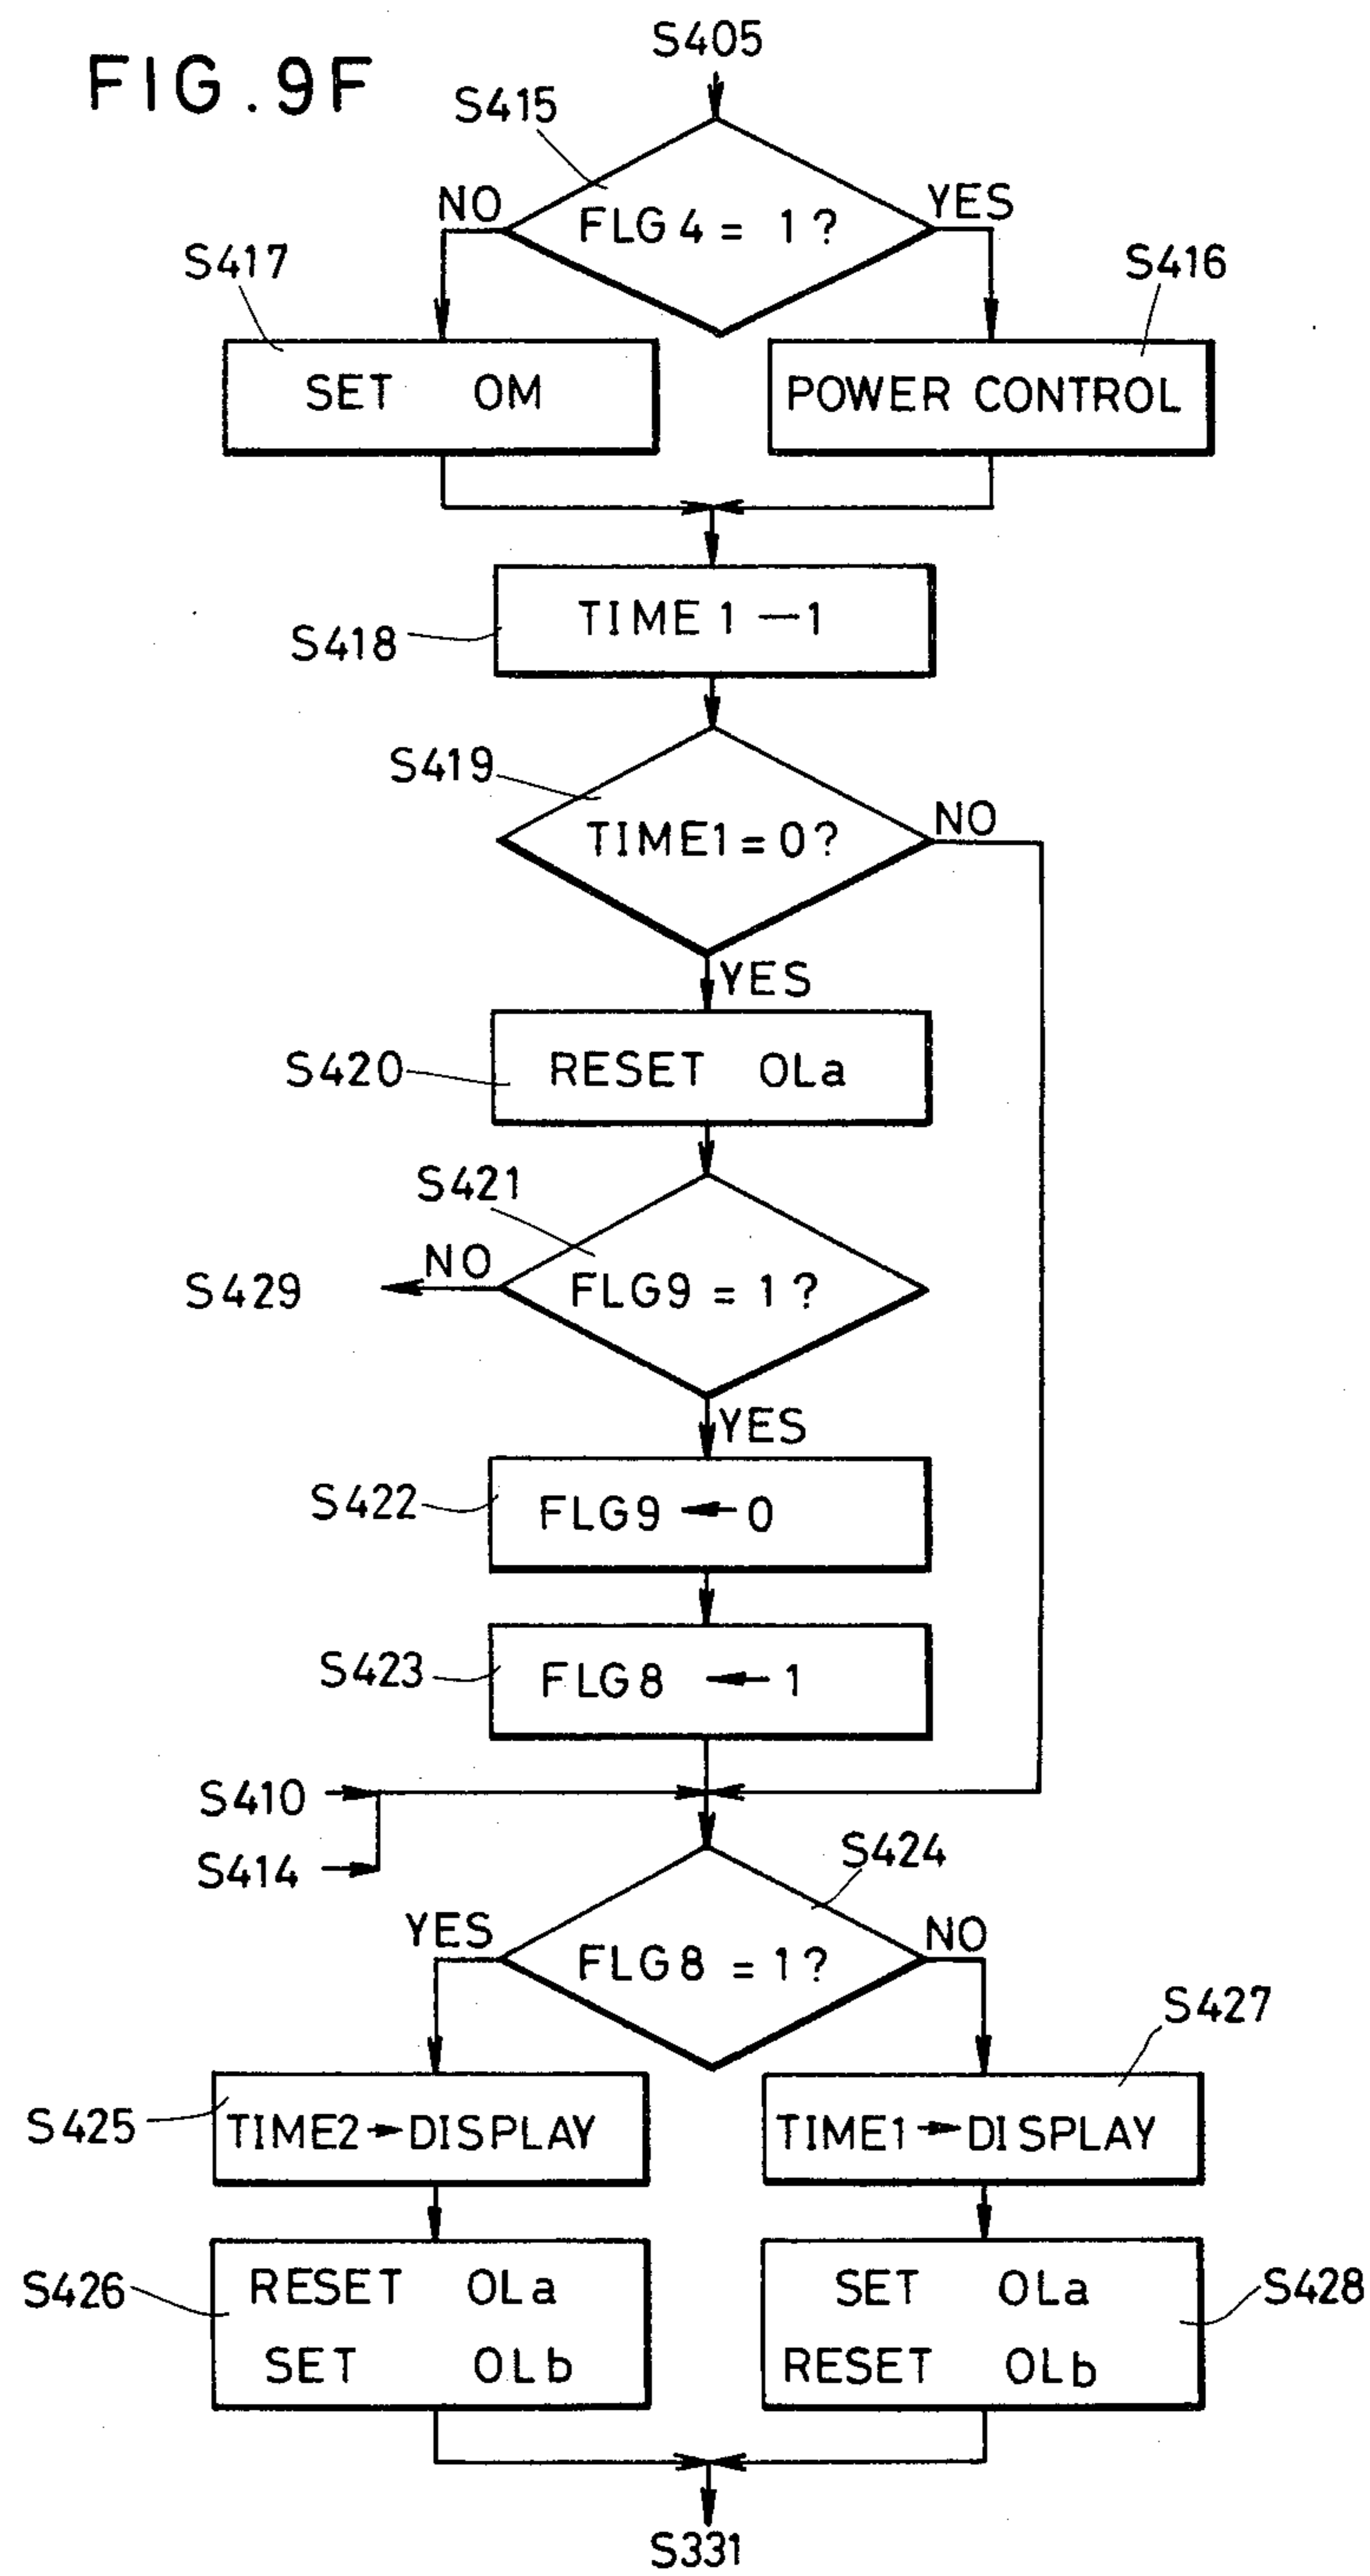 S405
FIG. 9F
S415
NO
YES
FLG4 = 1?
S417
S416
SET OM
POWER CONTROL
TIME 1 — 1
S418
S419
NO
TIME1 = 0?
YES
S420
RESET OLa
S421
NO
S429
FLG9 = 1?
YES
S422
FLG9 ← 0
S423
FLG8 ← 1
S410
S414
S424
YES
NO
FLG8 = 1?
S427
S425
TIME2 → DISPLAY
TIME1 → DISPLAY
S426
RESET OLa
SET OLb
SET OLa
RESET OLb
S428
S331